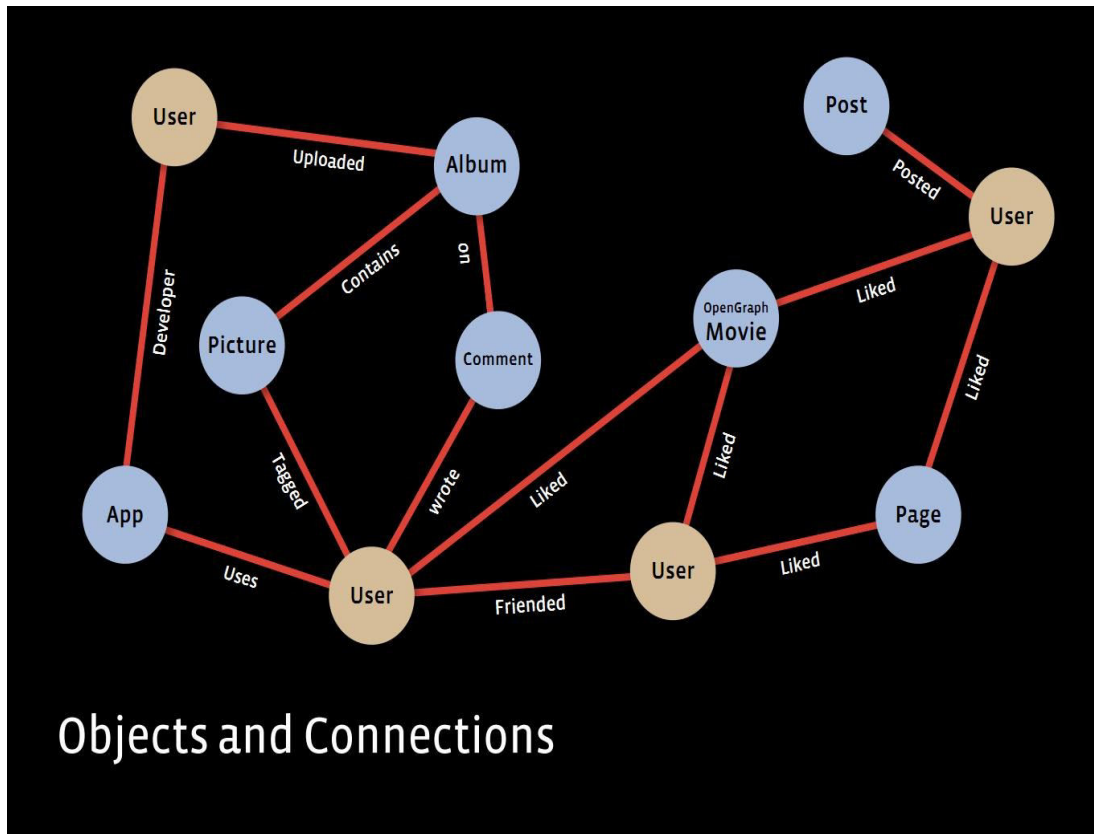 User
Uploaded
Album
Post
Posted
User
Developer
Contains
on
Liked
OpenGraph
Movie
Picture
Comment
Liked
Tagged
wrote
Liked
Liked
App
Uses
User
Friended
User
Liked
Page
Objects and Connections